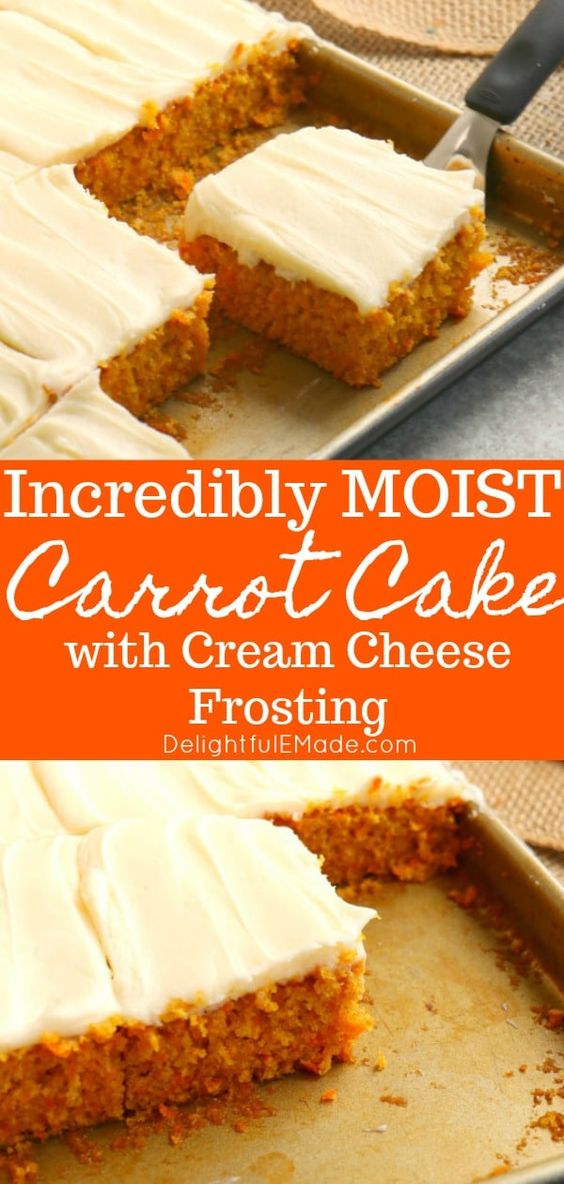 Incredibly MOIST
Carrot Cake
with Cream Cheese
Frosting
DelightfulEMade.com